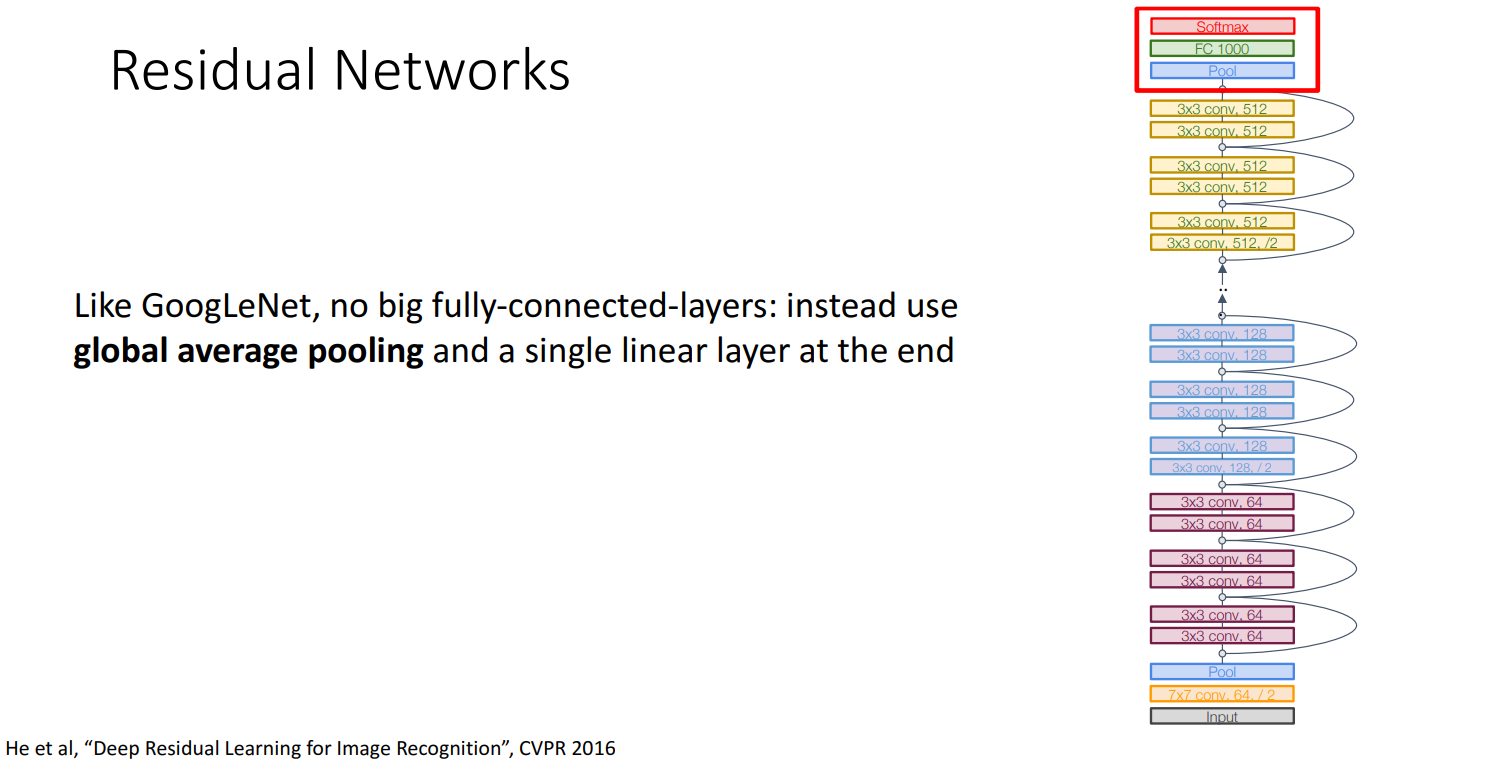 Residual Networks
Like GoogLeNet, no big fully-connected-layers: instead use
global average pooling and a single linear layer at the end
Softmax
FC 1000
Pool
3x3 conv, 512
3x3 conv, 512
3x3 conv, 512
3x3 conv, 512
3x3 conv, 512
3x3 conv, 512, /2
..
3x3 conv, 128
3x3 conv, 128
3x3 conv, 128
3x3 conv, 128
3x3 conv, 128
3x3 conv, 128, / 2
3x3 conv, 64
3x3 conv, 64
3x3 conv, 64
3x3 conv, 64
3x3 conv, 64
3x3 conv, 64
Pool
7x7 conv, 64, / 2
Input
He et al, “Deep Residual Learning for Image Recognition”, CVPR 2016